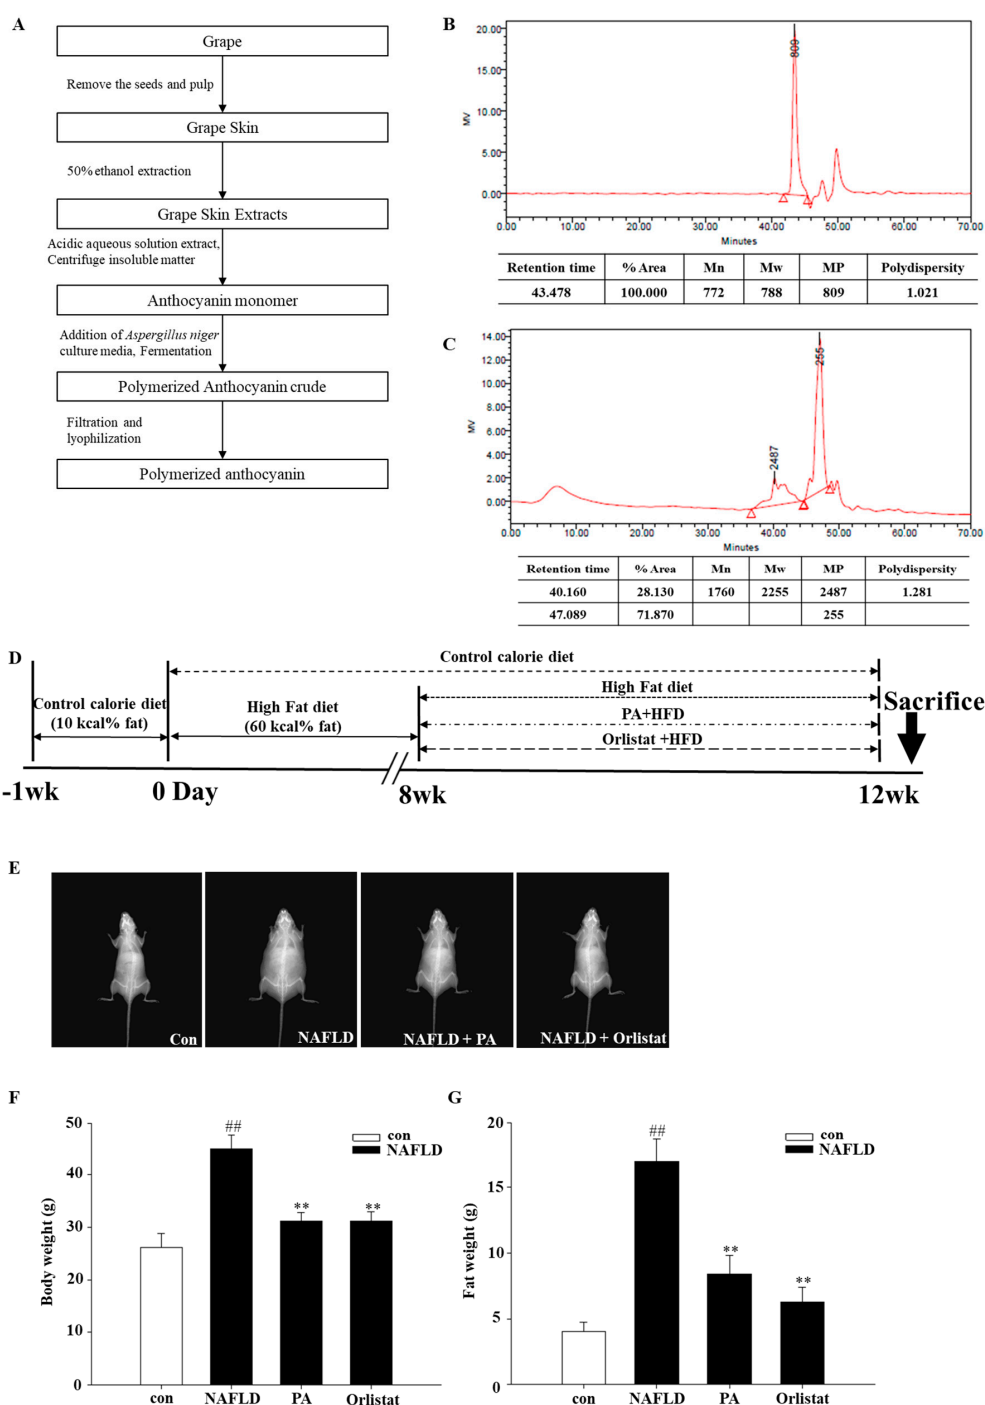 A
Grape
Remove the seeds and pulp
Grape Skin
50% ethanol extraction
Grape Skin Extracts
Acidic aqueous solution extract,
Centrifuge insoluble matter
Anthocyanin monomer
Addition of Aspergillus niger
culture media, Fermentation
Polymerized Anthocyanin crude
Filtration and
lyophilization
Polymerized anthocyanin
B
20.00
15.00
10.00
5.00
0.00
MV
809
0.00 10.00 20.00 30.00 40.00 50.00 60.00 70.00
Minutes
Retention time % Area Mn Mw MP Polydispersity
43.478 100.000 772 788 809 1.021
C
14.00
12.00
10.00
8.00
6.00
4.00
2.00
0.00
MV
2487
255
0.00 10.00 20.00 30.00 40.00 50.00 60.00 70.00
Minutes
Retention time % Area Mn Mw MP Polydispersity
40.160 28.130 1760 2255 2487 1.281
47.089 71.870 255
D
Control calorie diet
Control calorie diet
(10 kcal% fat)
High Fat diet
(60 kcal% fat)
High Fat diet
PA+HFD
Orlistat +HFD
Sacrifice
-1wk 0 Day 8wk 12wk
E
Con
NAFLD
NAFLD + PA
NAFLD + Orlistat
F
50
40
30
20
10
0
Body weight (g)
##
**
**
con
NAFLD
con NAFLD PA Orlistat
G
20
15
10
5
0
Fat weight (g)
##
**
**
con
NAFLD
con NAFLD PA Orlistat